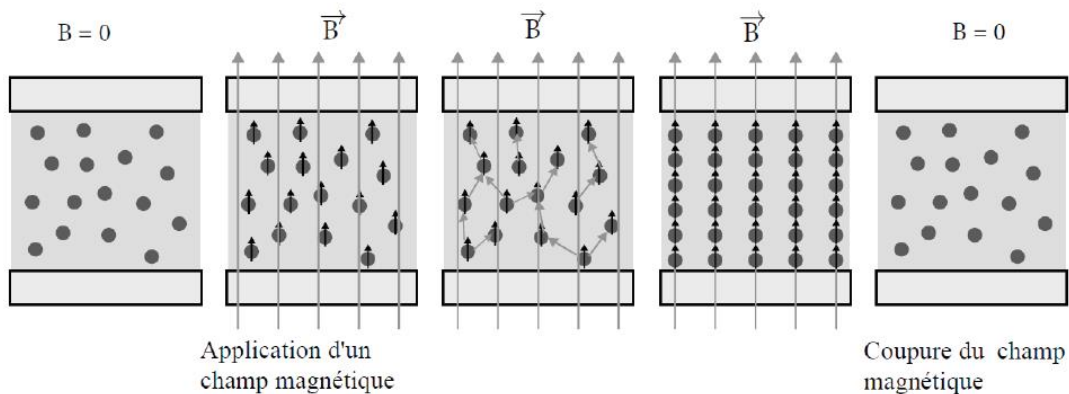 B = 0
B⃗
B⃗
B⃗
B = 0
Application d'un
champ magnétique
Coupure du champ
magnétique